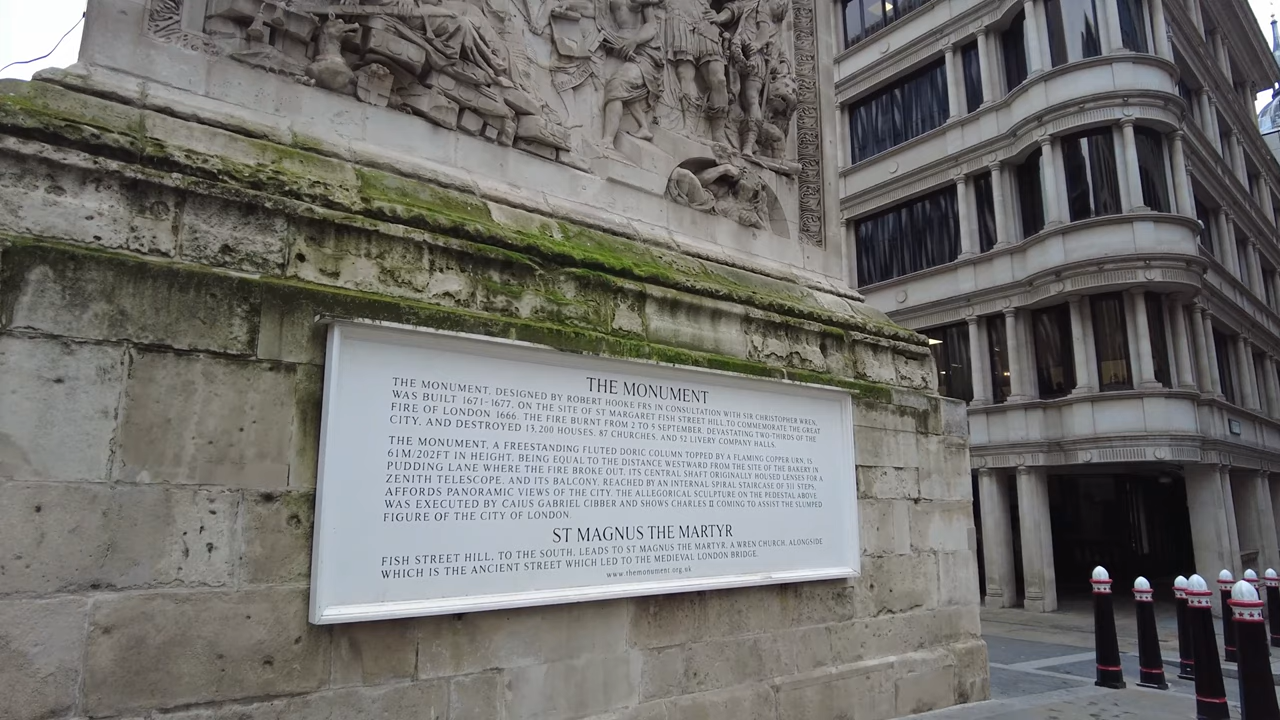 THE MONUMENT
THE MONUMENT, DESIGNED BY ROBERT HOOKE FRS IN CONSULTATION WITH SIR CHRISTOPHER WREN,
WAS BUILT 1671-1677, ON THE SITE OF ST MARGARET FISH STREET HILL, TO COMMEMORATE THE GREAT
FIRE OF LONDON 1666. THE FIRE BURNT FROM 2 TO 5 SEPTEMBER, DEVASTATING TWO-THIRDS OF THE
CITY, AND DESTROYED 13,200 HOUSES, 87 CHURCHES, AND 52 LIVERY COMPANY HALLS.
THE MONUMENT, A FREESTANDING FLUTED DORIC COLUMN TOPPED BY A FLAMING COPPER URN, IS
61M/202FT IN HEIGHT, BEING EQUAL TO THE DISTANCE WESTWARD FROM THE SITE OF THE BAKERY IN
PUDDING LANE WHERE THE FIRE BROKE OUT. ITS CENTRAL SHAFT ORIGINALLY HOUSED LENSES FOR A
ZENITH TELESCOPE, AND ITS BALCONY, REACHED BY AN INTERNAL SPIRAL STAIRCASE OF 311 STEPS,
AFFORDS PANORAMIC VIEWS OF THE CITY. THE ALLEGORICAL SCULPTURE ON THE PEDESTAL ABOVE
WAS EXECUTED BY CAIUS GABRIEL CIBBER AND SHOWS CHARLES II COMING TO ASSIST THE SLUMPED
FIGURE OF THE CITY OF LONDON.
ST MAGNUS THE MARTYR
FISH STREET HILL, TO THE SOUTH, LEADS TO ST MAGNUS THE MARTYR, A WREN CHURCH, ALONGSIDE
WHICH IS THE ANCIENT STREET WHICH LED TO THE MEDIEVAL LONDON BRIDGE.
www.themonument.org.uk